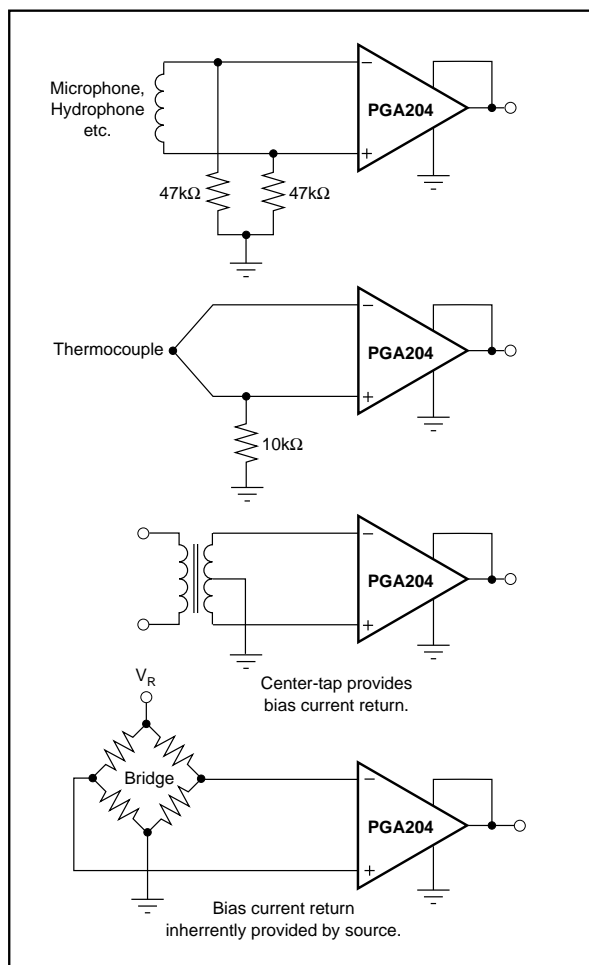 Microphone,
Hydrophone
etc.
−
PGA204
+
47kΩ 47kΩ
−
Thermocouple
PGA204
+
10kΩ
−
PGA204
+
Center-tap provides
bias current return.
VR
Bridge
−
PGA204
+
Bias current return
inherrently provided by source.